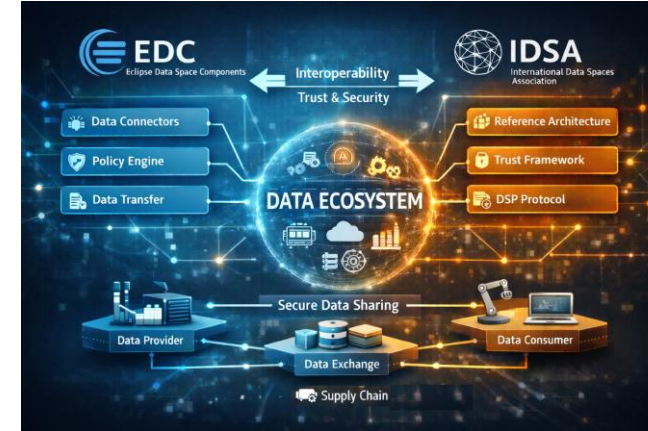 EDC
Eclipse Data Space Components
Interoperability
Trust & Security
IDSA
International Data Spaces
Association
Data Connectors
Policy Engine
Data Transfer
Reference Architecture
Trust Framework
DSP Protocol
DATA ECOSYSTEM
Secure Data Sharing
Data Provider
Data Exchange
Data Consumer
Supply Chain